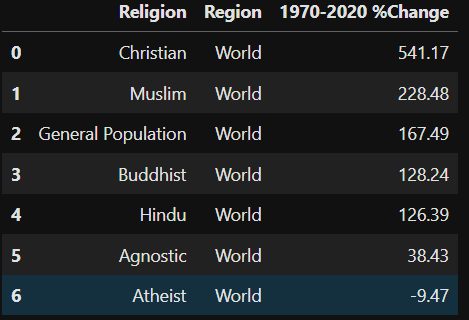 Religion Region 1970-2020 %Change
0 Christian World 541.17
1 Muslim World 228.48
2 General Population World 167.49
3 Buddhist World 128.24
4 Hindu World 126.39
5 Agnostic World 38.43
6 Atheist World -9.47